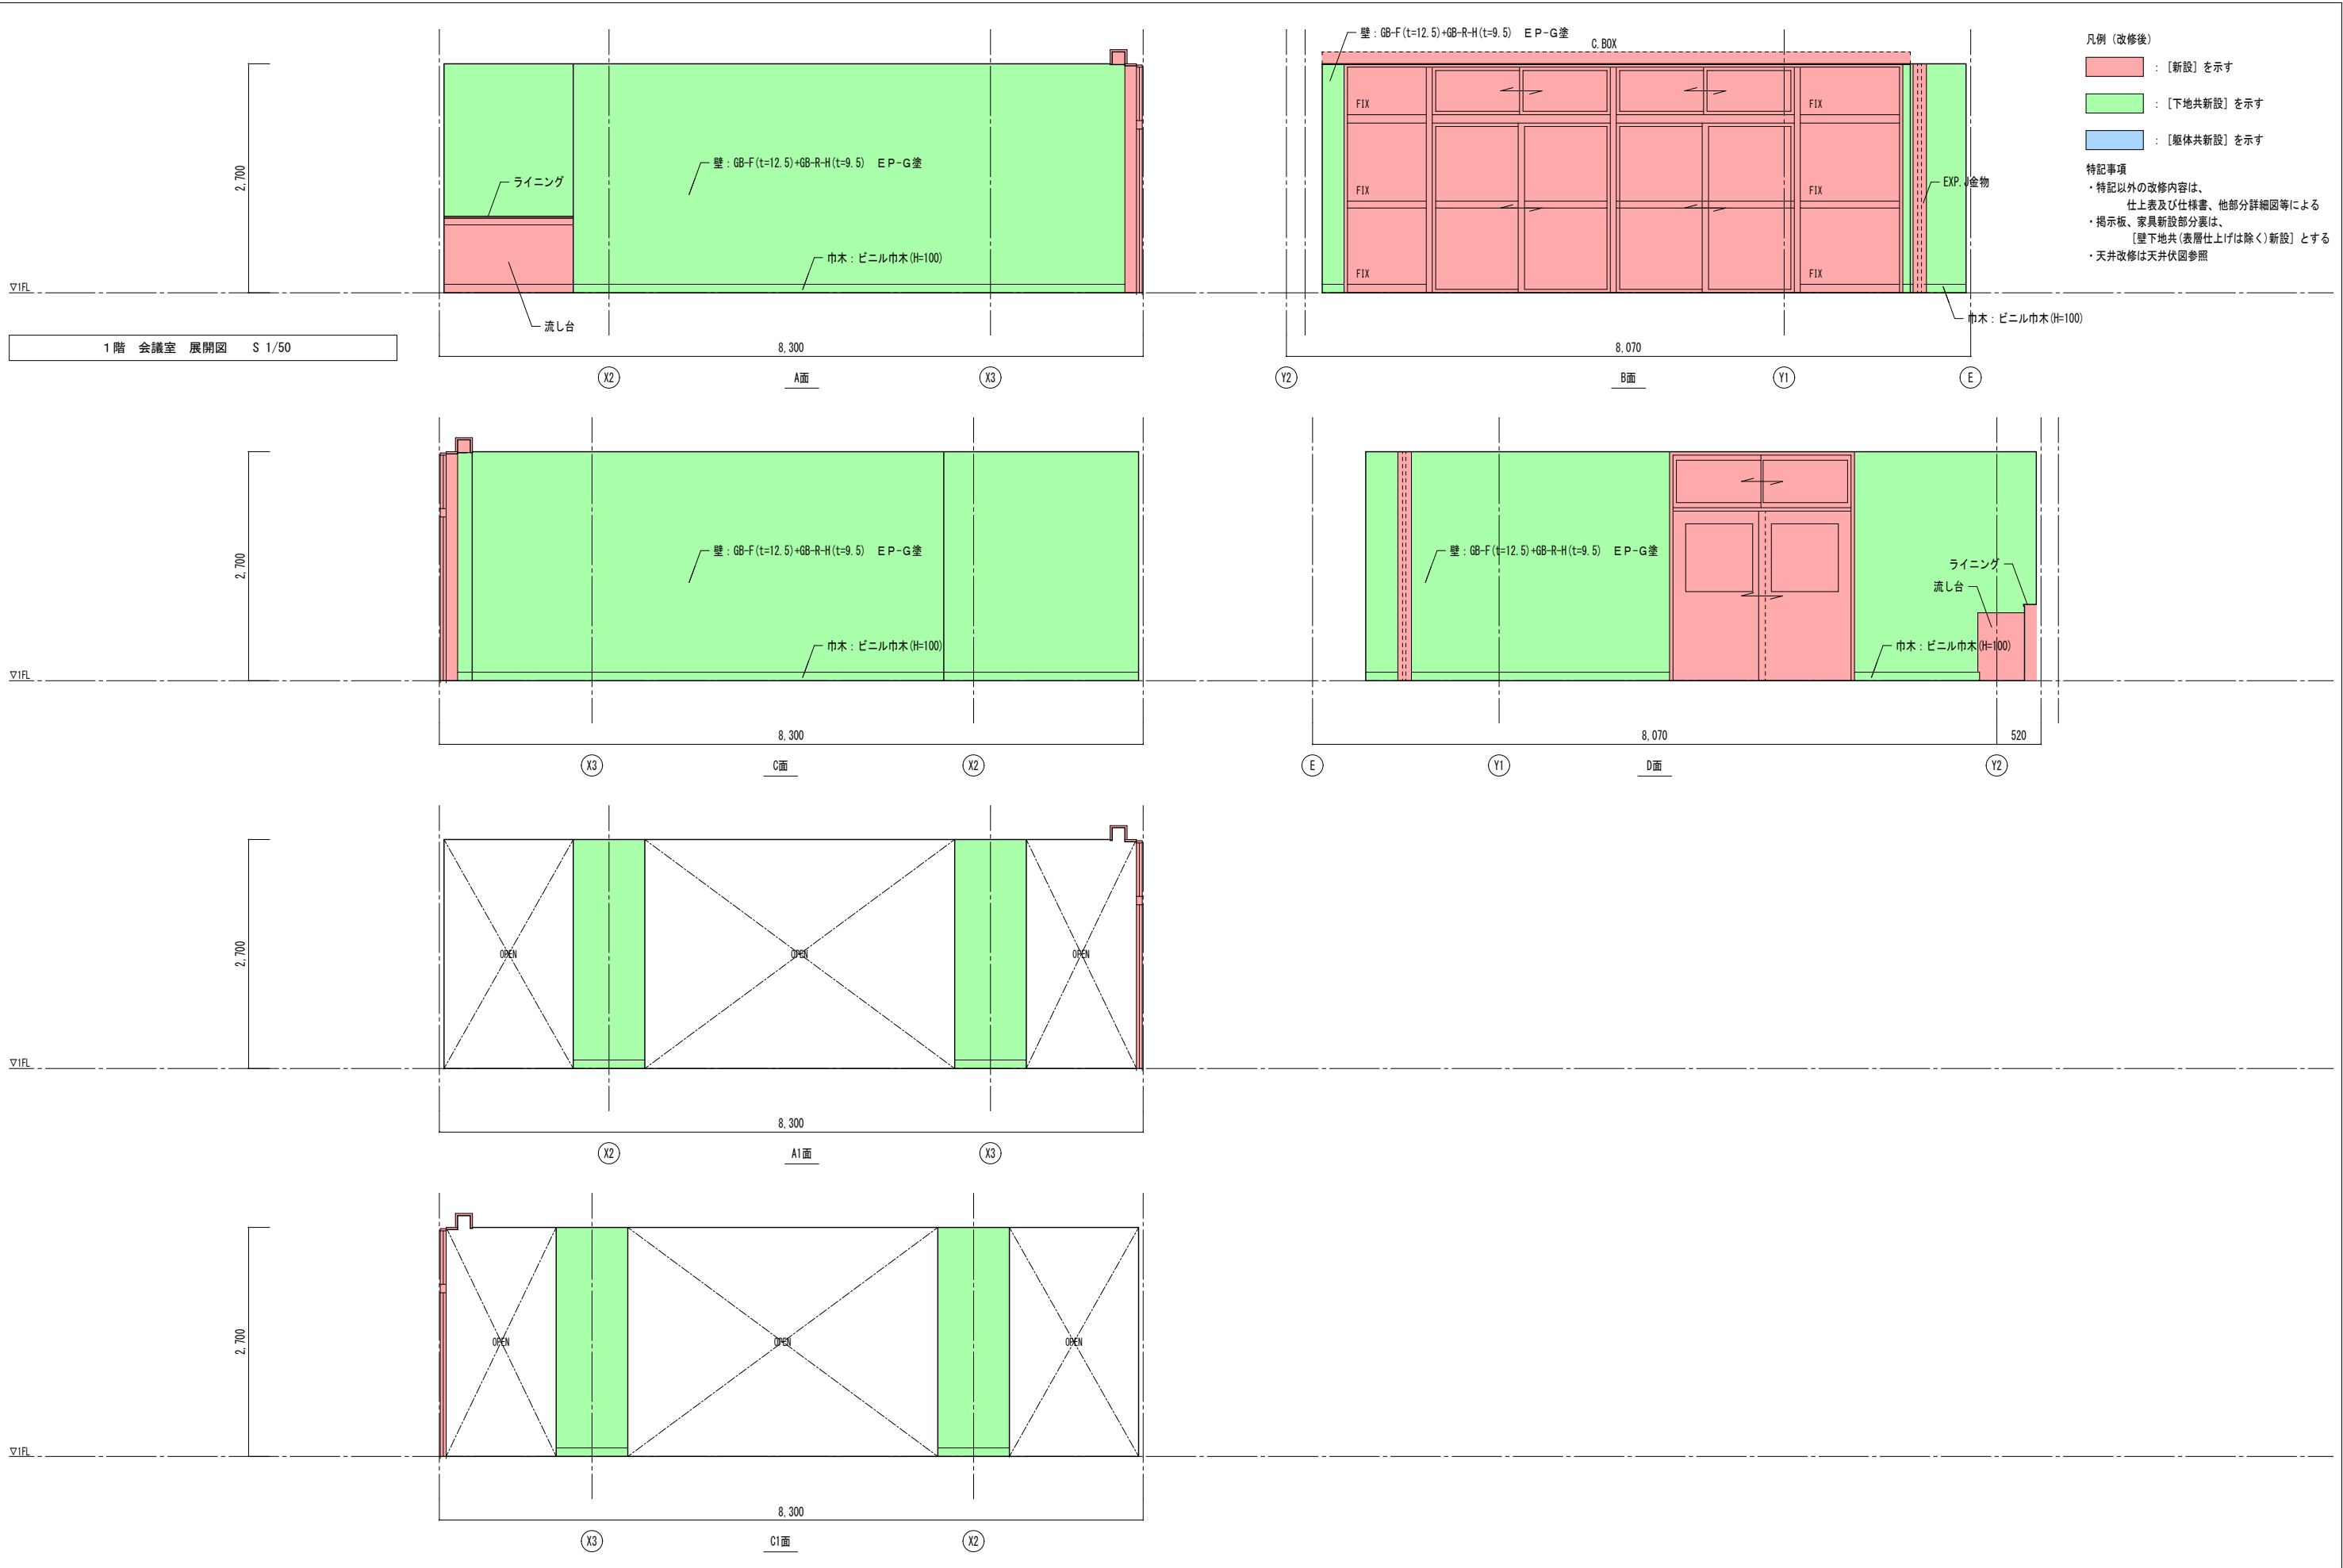 壁：GB-F(t=12.5)+GB-R-H(t=9.5)　ＥＰ-Ｇ塗
ライニング
2,700
巾木：ビニル巾木(H=100)
▽1FL
流し台
1階　会議室　展開図　　S 1/50
8,300
X2
A面
X3
壁：GB-F(t=12.5)+GB-R-H(t=9.5)　ＥＰ-Ｇ塗
C.BOX
FIX
FIX
FIX
FIX
EXP.J金物
FIX
FIX
巾木：ビニル巾木(H=100)
8,070
Y2
B面
Y1
E
凡例（改修後）
：［新設］を示す
：［下地共新設］を示す
：［躯体共新設］を示す
特記事項
・特記以外の改修内容は、
仕上表及び仕様書、他部分詳細図等による
・掲示板、家具新設部分裏は、
［壁下地共(表層仕上げは除く)新設］とする
・天井改修は天井伏図参照
2,700
壁：GB-F(t=12.5)+GB-R-H(t=9.5)　ＥＰ-Ｇ塗
巾木：ビニル巾木(H=100)
▽1FL
8,300
X3
C面
X2
壁：GB-F(t=12.5)+GB-R-H(t=9.5)　ＥＰ-Ｇ塗
ライニング
流し台
巾木：ビニル巾木(H=100)
8,070
520
E
Y1
D面
Y2
2,700
OPEN
OPEN
OPEN
▽1FL
8,300
X2
A1面
X3
2,700
OPEN
OPEN
OPEN
▽1FL
8,300
X3
C1面
X2